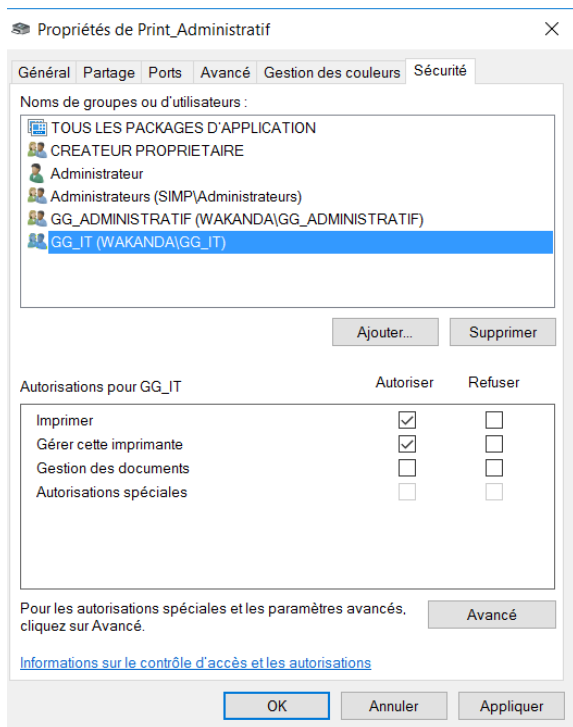 Propriétés de Print_Administratif
Général Partage Ports Avancé Gestion des couleurs Sécurité
Noms de groupes ou d'utilisateurs :
TOUS LES PACKAGES D'APPLICATION
CREATEUR PROPRIETAIRE
Administrateur
Administrateurs (SIMP\Administrateurs)
GG_ADMINISTRATIF (WAKANDA\GG_ADMINISTRATIF)
GG_IT (WAKANDA\GG_IT)
Ajouter... Supprimer
Autorisations pour GG_IT Autoriser Refuser
Imprimer
Gérer cette imprimante
Gestion des documents
Autorisations spéciales
Pour les autorisations spéciales et les paramètres avancés,
cliquez sur Avancé.
Avancé
Informations sur le contrôle d'accès et les autorisations
OK Annuler Appliquer